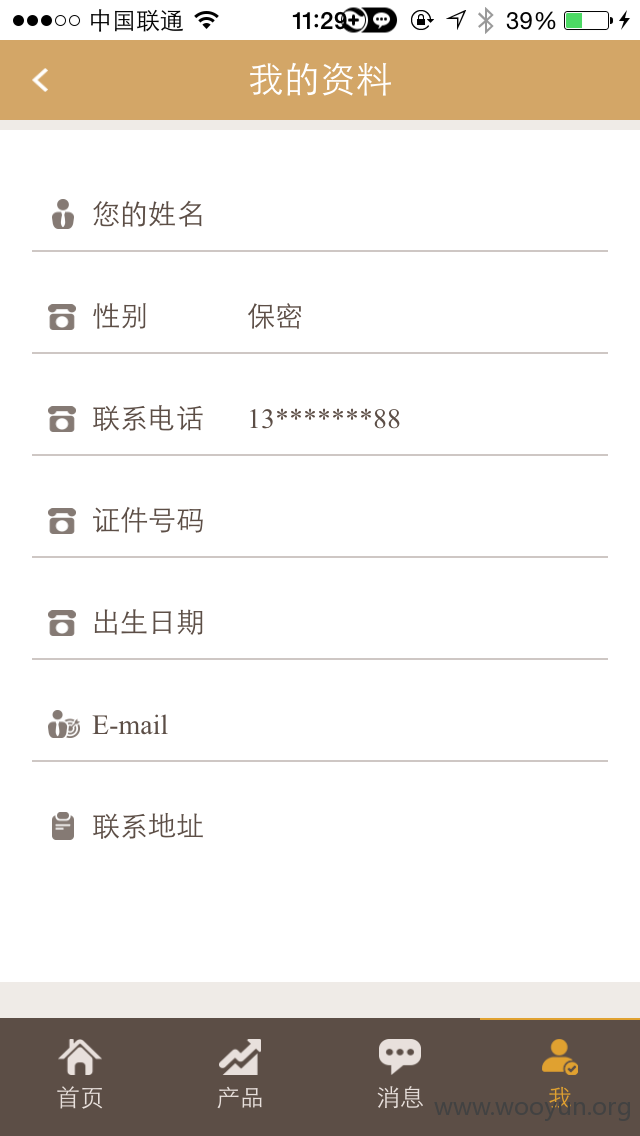 中国联通 11:29 39%
我的资料
您的姓名
性别 保密
联系电话 13*******88
证件号码
出生日期
E-mail
联系地址
首页 产品 消息 我
www.wooyun.org